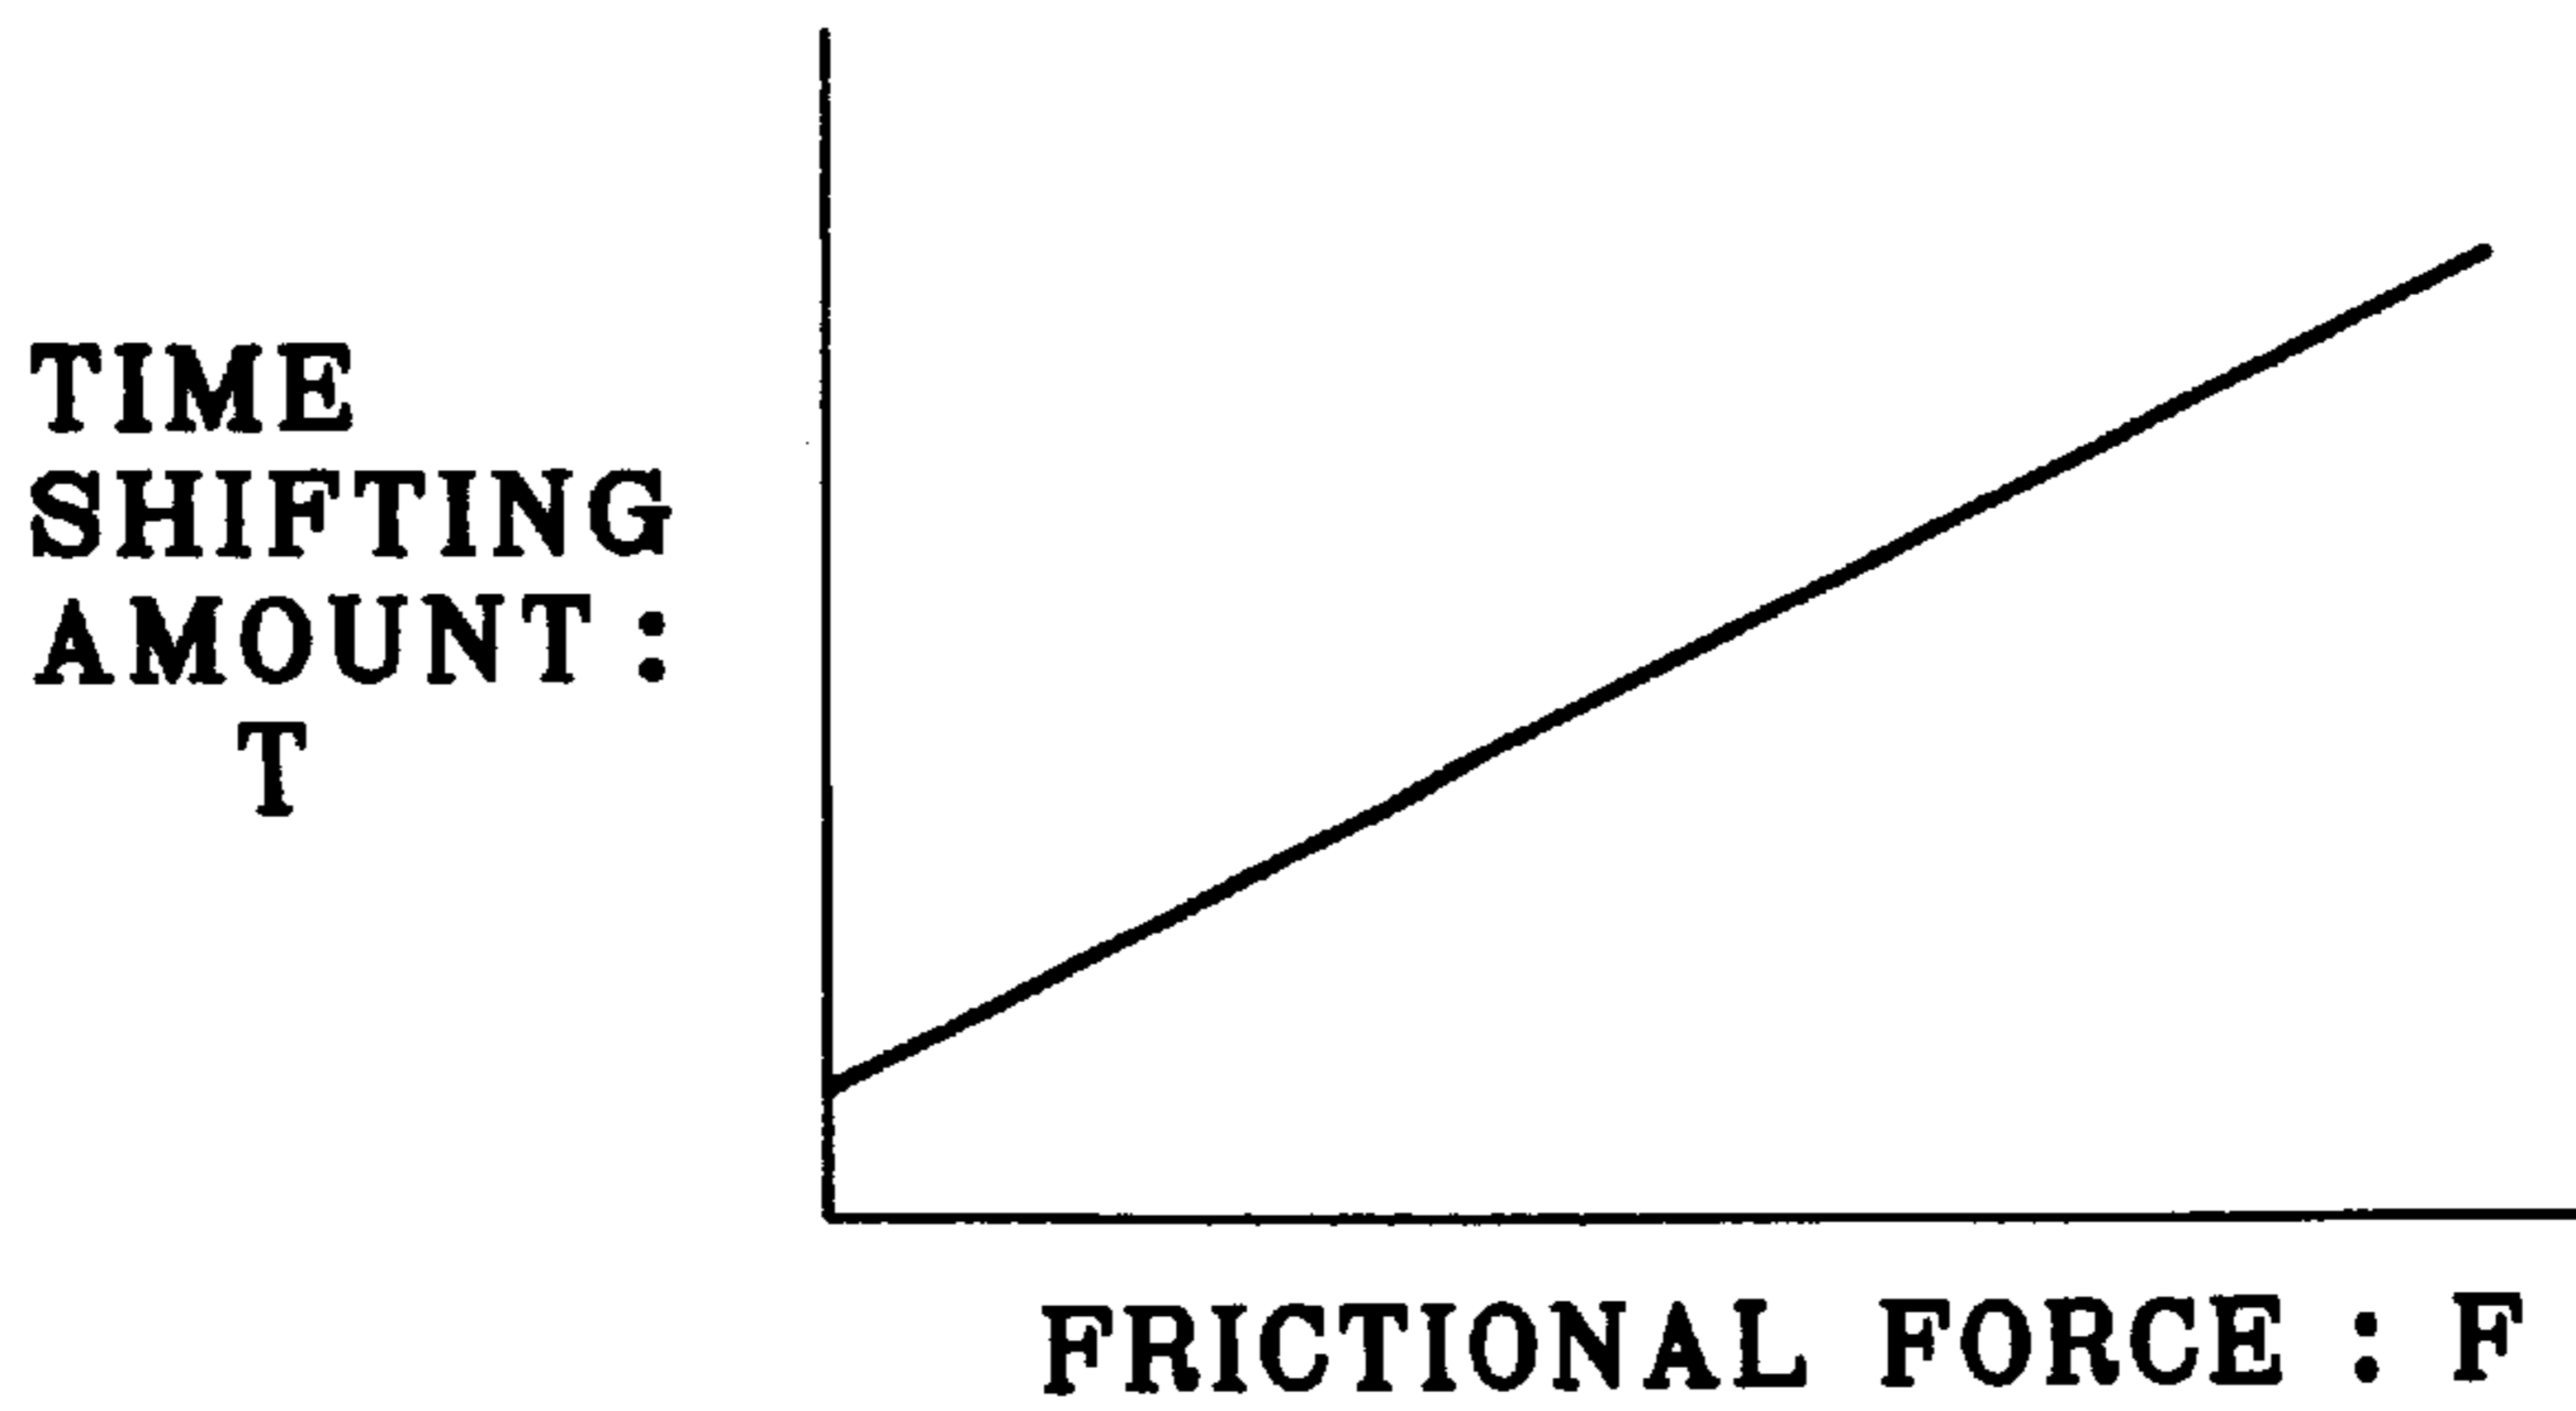 TIME
SHIFTING
AMOUNT :
T
FRICTIONAL FORCE : F